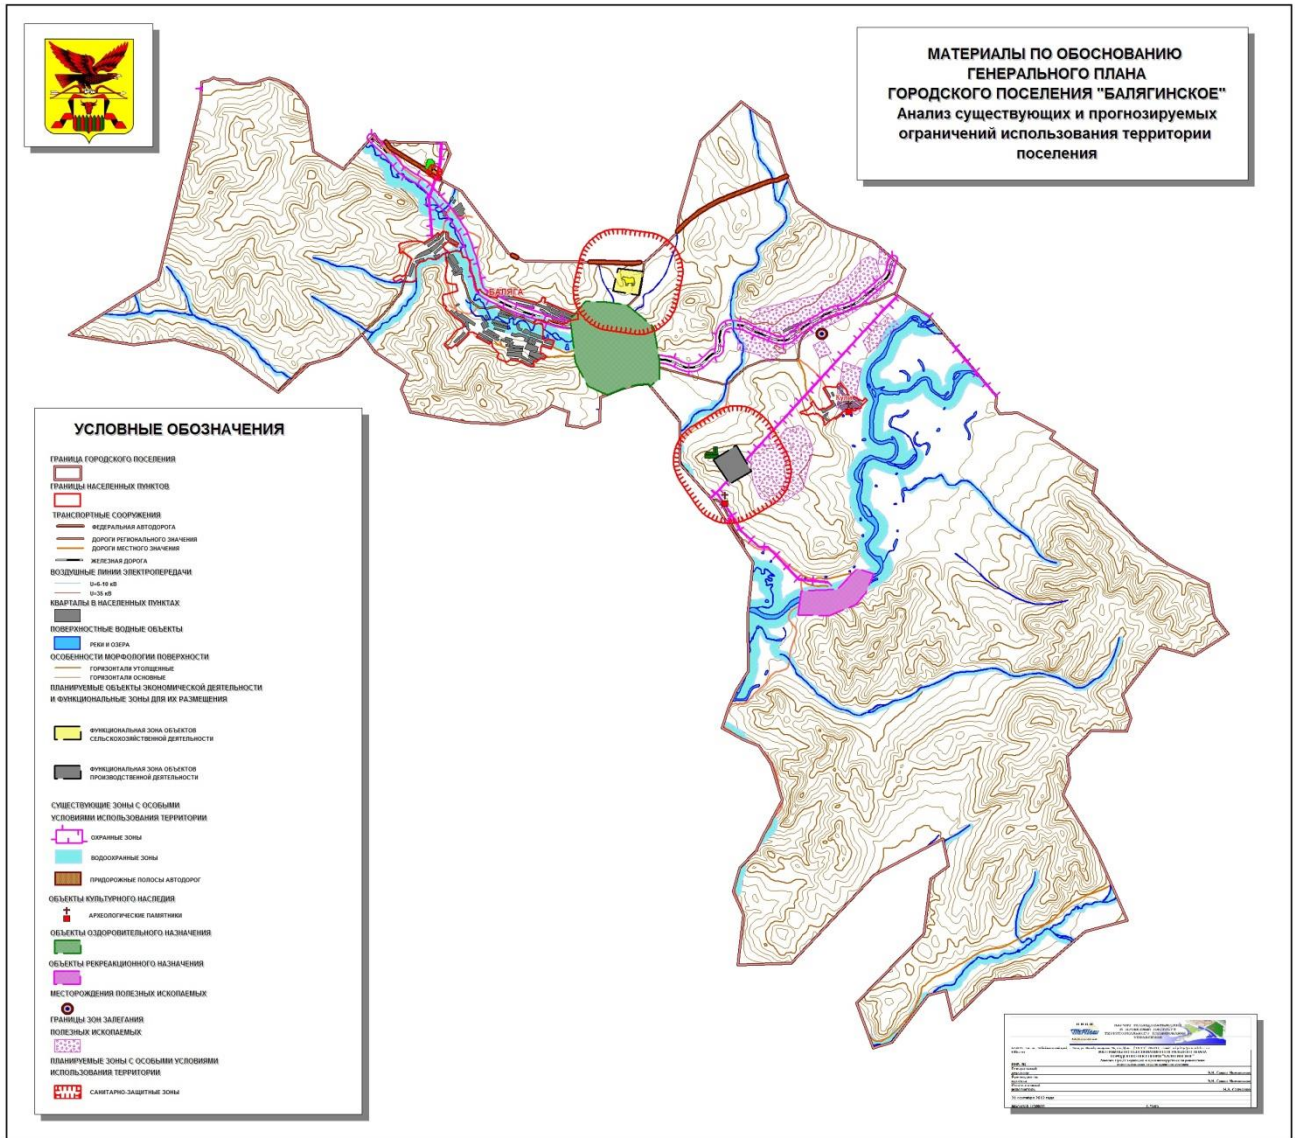 МАТЕРИАЛЫ ПО ОБОСНОВАНИЮ
ГЕНЕРАЛЬНОГО ПЛАНА
ГОРОДСКОГО ПОСЕЛЕНИЯ "БАЛЯГИНСКОЕ"
Анализ существующих и прогнозируемых
ограничений использования территории
поселения
БАЛЯГА
Кули
УСЛОВНЫЕ ОБОЗНАЧЕНИЯ
ГРАНИЦА ГОРОДСКОГО ПОСЕЛЕНИЯ
ГРАНИЦЫ НАСЕЛЕННЫХ ПУНКТОВ
ТРАНСПОРТНЫЕ СООРУЖЕНИЯ
ФЕДЕРАЛЬНАЯ АВТОДОРОГА
ДОРОГИ РЕГИОНАЛЬНОГО ЗНАЧЕНИЯ
ДОРОГИ МЕСТНОГО ЗНАЧЕНИЯ
ЖЕЛЕЗНАЯ ДОРОГА
ВОЗДУШНЫЕ ЛИНИИ ЭЛЕКТРОПЕРЕДАЧИ
U=6-10 кВ
U=35 кВ
КВАРТАЛЫ В НАСЕЛЕННЫХ ПУНКТАХ
ПОВЕРХНОСТНЫЕ ВОДНЫЕ ОБЪЕКТЫ
РЕКИ И ОЗЕРА
ОСОБЕННОСТИ МОРФОЛОГИИ ПОВЕРХНОСТИ
ГОРИЗОНТАЛИ УТОЛЩЕННЫЕ
ГОРИЗОНТАЛИ ОСНОВНЫЕ
ПЛАНИРУЕМЫЕ ОБЪЕКТЫ ЭКОНОМИЧЕСКОЙ ДЕЯТЕЛЬНОСТИ
И ФУНКЦИОНАЛЬНЫЕ ЗОНЫ ДЛЯ ИХ РАЗМЕЩЕНИЯ
ФУНКЦИОНАЛЬНАЯ ЗОНА ОБЪЕКТОВ
СЕЛЬСКОХОЗЯЙСТВЕННОЙ ДЕЯТЕЛЬНОСТИ
ФУНКЦИОНАЛЬНАЯ ЗОНА ОБЪЕКТОВ
ПРОИЗВОДСТВЕННОЙ ДЕЯТЕЛЬНОСТИ
СУЩЕСТВУЮЩИЕ ЗОНЫ С ОСОБЫМИ
УСЛОВИЯМИ ИСПОЛЬЗОВАНИЯ ТЕРРИТОРИИ
ОХРАННЫЕ ЗОНЫ
ВОДООХРАННЫЕ ЗОНЫ
ПРИДОРОЖНЫЕ ПОЛОСЫ АВТОДОРОГ
ОБЪЕКТЫ КУЛЬТУРНОГО НАСЛЕДИЯ
АРХЕОЛОГИЧЕСКИЕ ПАМЯТНИКИ
ОБЪЕКТЫ ОЗДОРОВИТЕЛЬНОГО НАЗНАЧЕНИЯ
ОБЪЕКТЫ РЕКРЕАКЦИОННОГО НАЗНАЧЕНИЯ
МЕСТОРОЖДЕНИЯ ПОЛЕЗНЫХ ИСКОПАЕМЫХ
ГРАНИЦЫ ЗОН ЗАЛЕГАНИЯ
ПОЛЕЗНЫХ ИСКОПАЕМЫХ
ПЛАНИРУЕМЫЕ ЗОНЫ С ОСОБЫМИ УСЛОВИЯМИ
ИСПОЛЬЗОВАНИЯ ТЕРРИТОРИИ
САНИТАРНО-ЗАЩИТНЫЕ ЗОНЫ